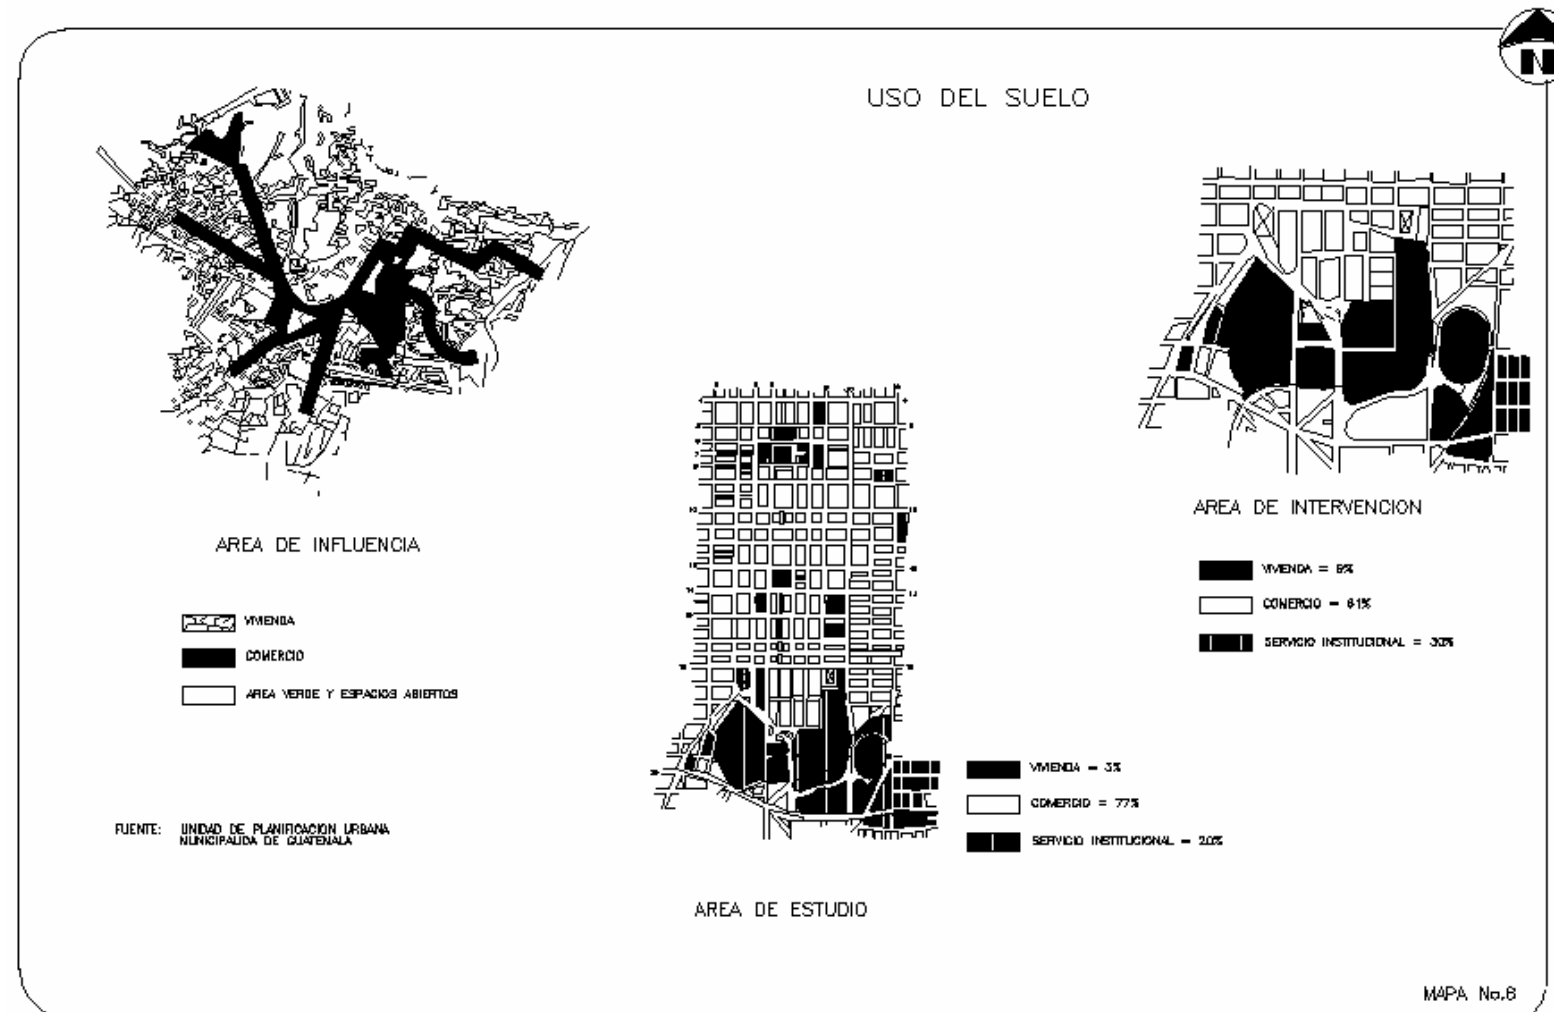 N
USO DEL SUELO
AREA DE INFLUENCIA
VIVIENDA
COMERCIO
AREA VERDE Y ESPACIOS ABIERTOS
FUENTE: UNIDAD DE PLANIFICACION URBANA
MUNICIPALIDA DE GUATEMALA
AREA DE INTERVENCION
VIVIENDA = 9%
COMERCIO = 61%
SERVICIO INSTITUCIONAL = 30%
VIVIENDA = 3%
COMERCIO = 77%
SERVICIO INSTITUCIONAL = 20%
AREA DE ESTUDIO
MAPA No.6